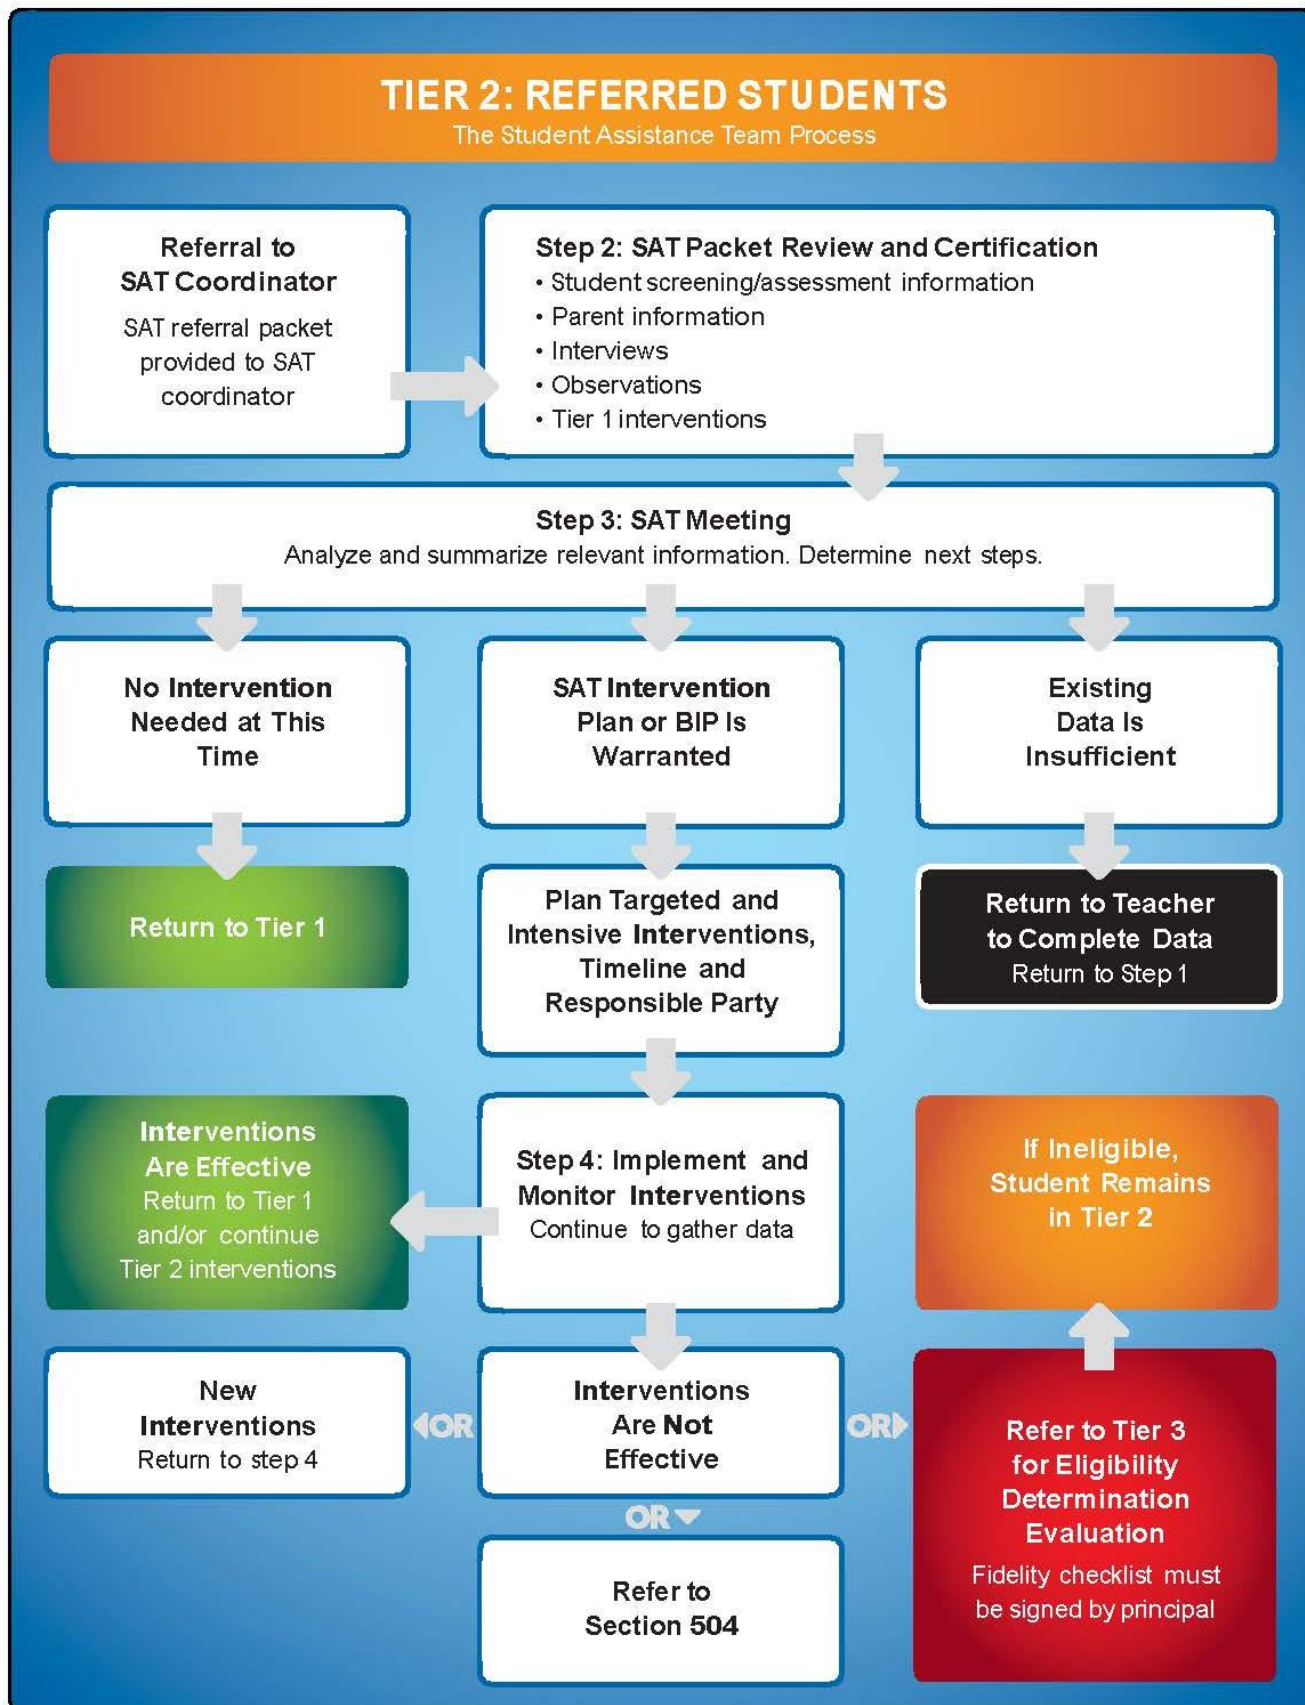 TIER 2: REFERRED STUDENTS
The Student Assistance Team Process
Referral to
SAT Coordinator
SAT referral packet
provided to SAT
coordinator
Step 2: SAT Packet Review and Certification
• Student screening/assessment information
• Parent information
• Interviews
• Observations
• Tier 1 interventions
Step 3: SAT Meeting
Analyze and summarize relevant information. Determine next steps.
No Intervention
Needed at This
Time
SAT Intervention
Plan or BIP Is
Warranted
Existing
Data Is
Insufficient
Return to Tier 1
Plan Targeted and
Intensive Interventions,
Timeline and
Responsible Party
Return to Teacher
to Complete Data
Return to Step 1
Interventions
Are Effective
Return to Tier 1
and/or continue
Tier 2 interventions
Step 4: Implement and
Monitor Interventions
Continue to gather data
If Ineligible,
Student Remains
in Tier 2
New
Interventions
Return to step 4
OR
Interventions
Are Not
Effective
OR
Refer to Tier 3
for Eligibility
Determination
Evaluation
Fidelity checklist must
be signed by principal
OR
Refer to
Section 504